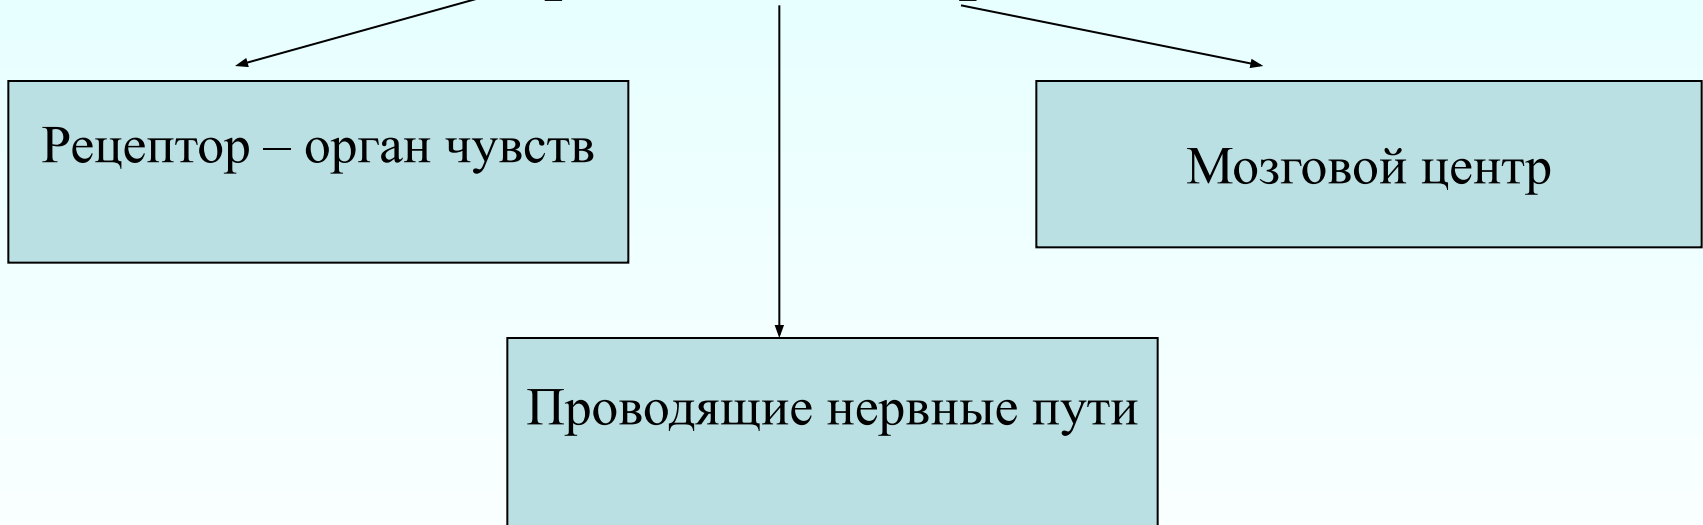 Рецептор – орган чувств
Мозговой центр
Проводящие нервные пути